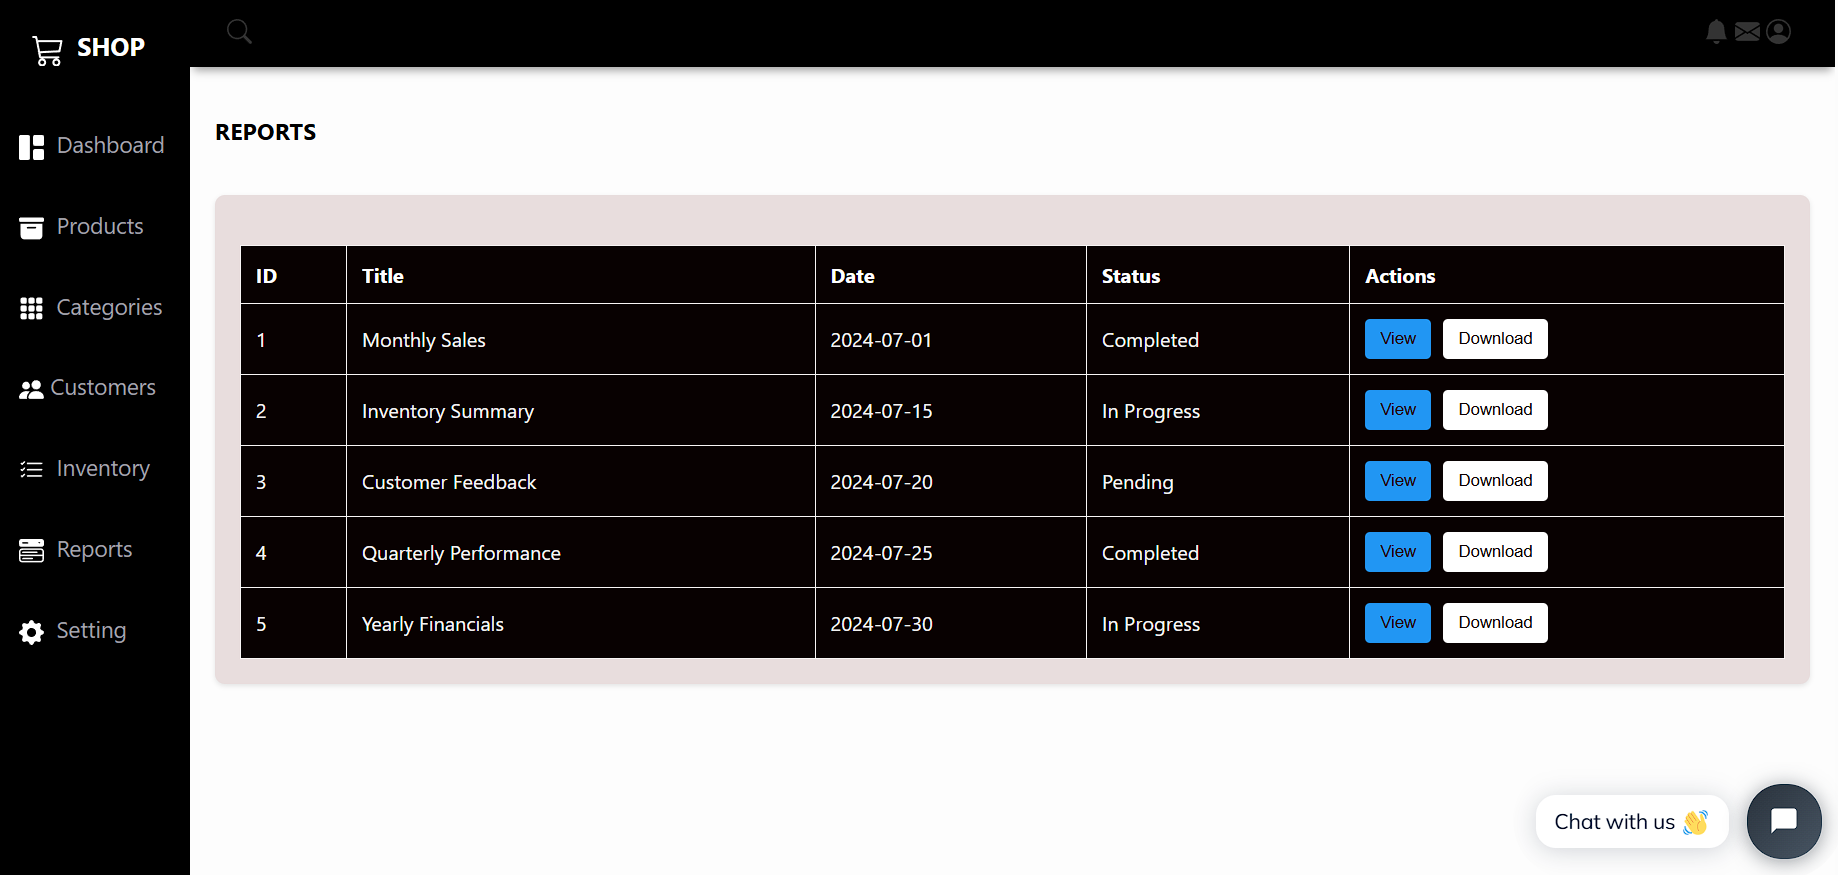 SHOP
Dashboard
Products
Categories
Customers
Inventory
Reports
Setting
REPORTS
ID Title Date Status Actions
1 Monthly Sales 2024-07-01 Completed View Download
2 Inventory Summary 2024-07-15 In Progress View Download
3 Customer Feedback 2024-07-20 Pending View Download
4 Quarterly Performance 2024-07-25 Completed View Download
5 Yearly Financials 2024-07-30 In Progress View Download
Chat with us 👋